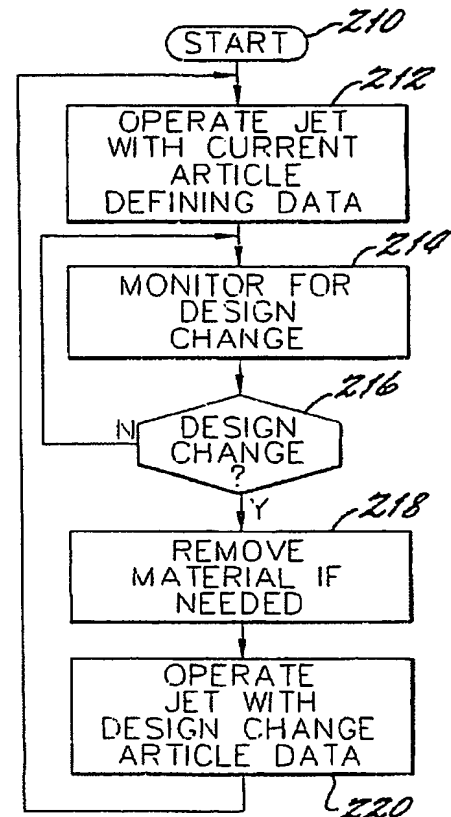 210
START
212
OPERATE JET
WITH CURRENT
ARTICLE
DEFINING DATA
214
MONITOR FOR
DESIGN
CHANGE
216
N
DESIGN
CHANGE
?
Y
218
REMOVE
MATERIAL IF
NEEDED
OPERATE
JET WITH
DESIGN CHANGE
ARTICLE DATA
220